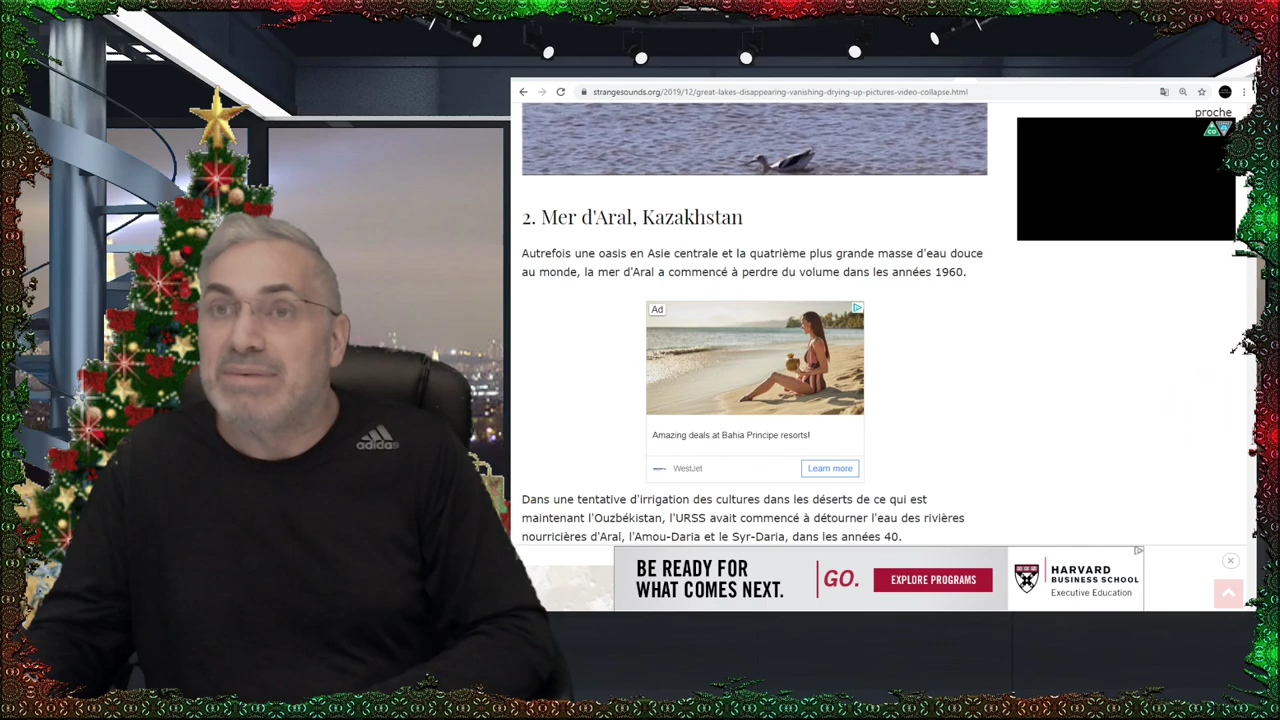 strangesounds.org/2019/12/great-lakes-disappearing-vanishing-drying-up-pictures-video-collapse.html
proche
2. Mer d'Aral, Kazakhstan
Autrefois une oasis en Asie centrale et la quatrième plus grande masse d'eau douce
au monde, la mer d'Aral a commencé à perdre du volume dans les années 1960.
Ad
Amazing deals at Bahia Principe resorts!
WestJet
Learn more
Dans une tentative d'irrigation des cultures dans les déserts de ce qui est
maintenant l'Ouzbékistan, l'URSS avait commencé à détourner l'eau des rivières
nourricières d'Aral, l'Amou-Daria et le Syr-Daria, dans les années 40.
BE READY FOR
WHAT COMES NEXT.
GO.
EXPLORE PROGRAMS
HARVARD
BUSINESS SCHOOL
Executive Education
adidas